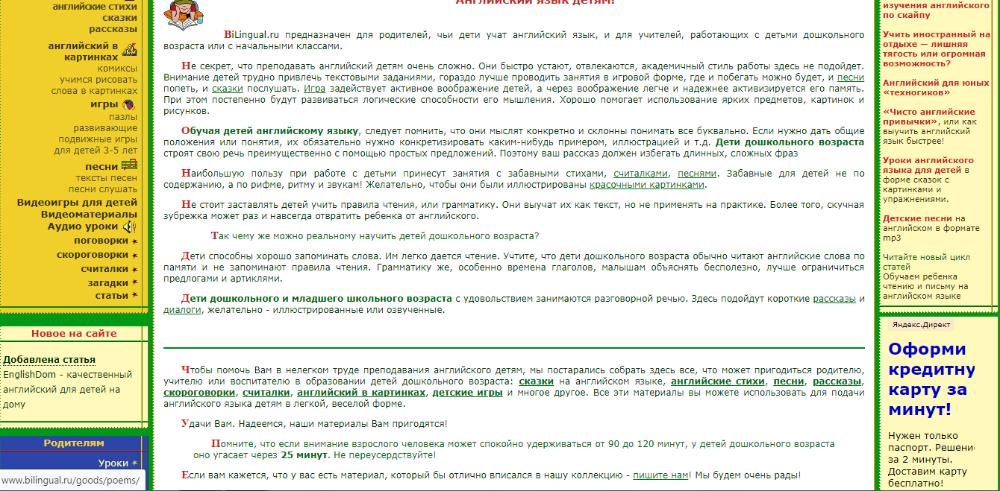 английские стихи
сказки
рассказы
английский в
картинках
комиксы
учимся рисовать
слова в картинках
игры
пазлы
развивающие
подвижные игры
для детей 3-5 лет
песни
тексты песен
песни слушать
Видеоигры для детей
Видеоматериалы
Аудио уроки
поговорки
скороговорки
считалки
загадки
статьи
Новое на сайте
Добавлена статья
EnglishDom - качественный
английский для детей на
дому
Родителям
Уроки
www.bilingual.ru/goods/poems/
Английский язык детям!
BiLingual.ru предназначен для родителей, чьи дети учат английский язык, и для учителей, работающих с детьми дошкольного
возраста или с начальными классами.
Не секрет, что преподавать английский детям очень сложно. Они быстро устают, отвлекаются, академичный стиль работы здесь не подойдет.
Внимание детей трудно привлечь текстовыми заданиями, гораздо лучше проводить занятия в игровой форме, где и побегать можно будет, и песни
попеть, и сказки послушать. Игра задействует активное воображение детей, а через воображение легче и надежнее активизируется его память.
При этом постепенно будут развиваться логические способности его мышления. Хорошо помогает использование ярких предметов, картинок и
рисунков.
Обучая детей английскому языку, следует помнить, что они мыслят конкретно и склонны понимать все буквально. Если нужно дать общие
положения или понятия, их обязательно нужно конкретизировать каким-нибудь примером, иллюстрацией и т.д. Дети дошкольного возраста
строят свою речь преимущественно с помощью простых предложений. Поэтому ваш рассказ должен избегать длинных, сложных фраз
Наибольшую пользу при работе с детьми принесут занятия с забавными стихами, считалками, песнями. Забавные для детей не по
содержанию, а по рифме, ритму и звукам! Желательно, чтобы они были иллюстрированы красочными картинками.
Не стоит заставлять детей учить правила чтения, или грамматику. Они выучат их как текст, но не применять на практике. Более того, скучная
зубрежка может раз и навсегда отвратить ребенка от английского.
Так чему же можно реальному научить детей дошкольного возраста?
Дети способны хорошо запоминать слова. Им легко дается чтение. Учтите, что дети дошкольного возраста обычно читают английские слова по
памяти и не запоминают правила чтения. Грамматику же, особенно времена глаголов, малышам объяснять бесполезно, лучше ограничиться
предлогами и артиклями.
Дети дошкольного и младшего школьного возраста с удовольствием занимаются разговорной речью. Здесь подойдут короткие рассказы и
диалоги, желательно - иллюстрированные или озвученные.
Чтобы помочь Вам в нелегком труде преподавания английского детям, мы постарались собрать здесь все, что может пригодиться родителю,
учителю или воспитателю в образовании детей дошкольного возраста: сказки на английском языке, английские стихи, песни, рассказы,
скороговорки, считалки, английский в картинках, детские игры и многое другое. Все эти материалы вы можете использовать для подачи
английского языка детям в легкой, веселой форме.
Удачи Вам. Надеемся, наши материалы Вам пригодятся!
Помните, что если внимание взрослого человека может спокойно удерживаться от 90 до 120 минут, у детей дошкольного возраста
оно угасает через 25 минут. Не переусердствуйте!
Если вам кажется, что у вас есть материал, который бы отлично вписался в нашу коллекцию - пишите нам! Мы будем очень рады!
изучения английского
по скайпу
Учить иностранный на
отдыхе — лишняя
тягость или огромная
возможность?
Английский для юных
«техногиков»
«Чисто английские
привычки», или как
выучить английский
язык быстрее!
Уроки английского
языка для детей в
форме сказок с
картинками и
упражнениями.
Детские песни на
английском в формате
mp3
Читайте новый цикл
статей
Обучаем ребенка
чтению и письму на
английском языке
Яндекс.Директ
Оформи
кредитну
карту за
минут!
Нужен только
паспорт. Решени
за 2 минуты.
Доставим карту
бесплатно!